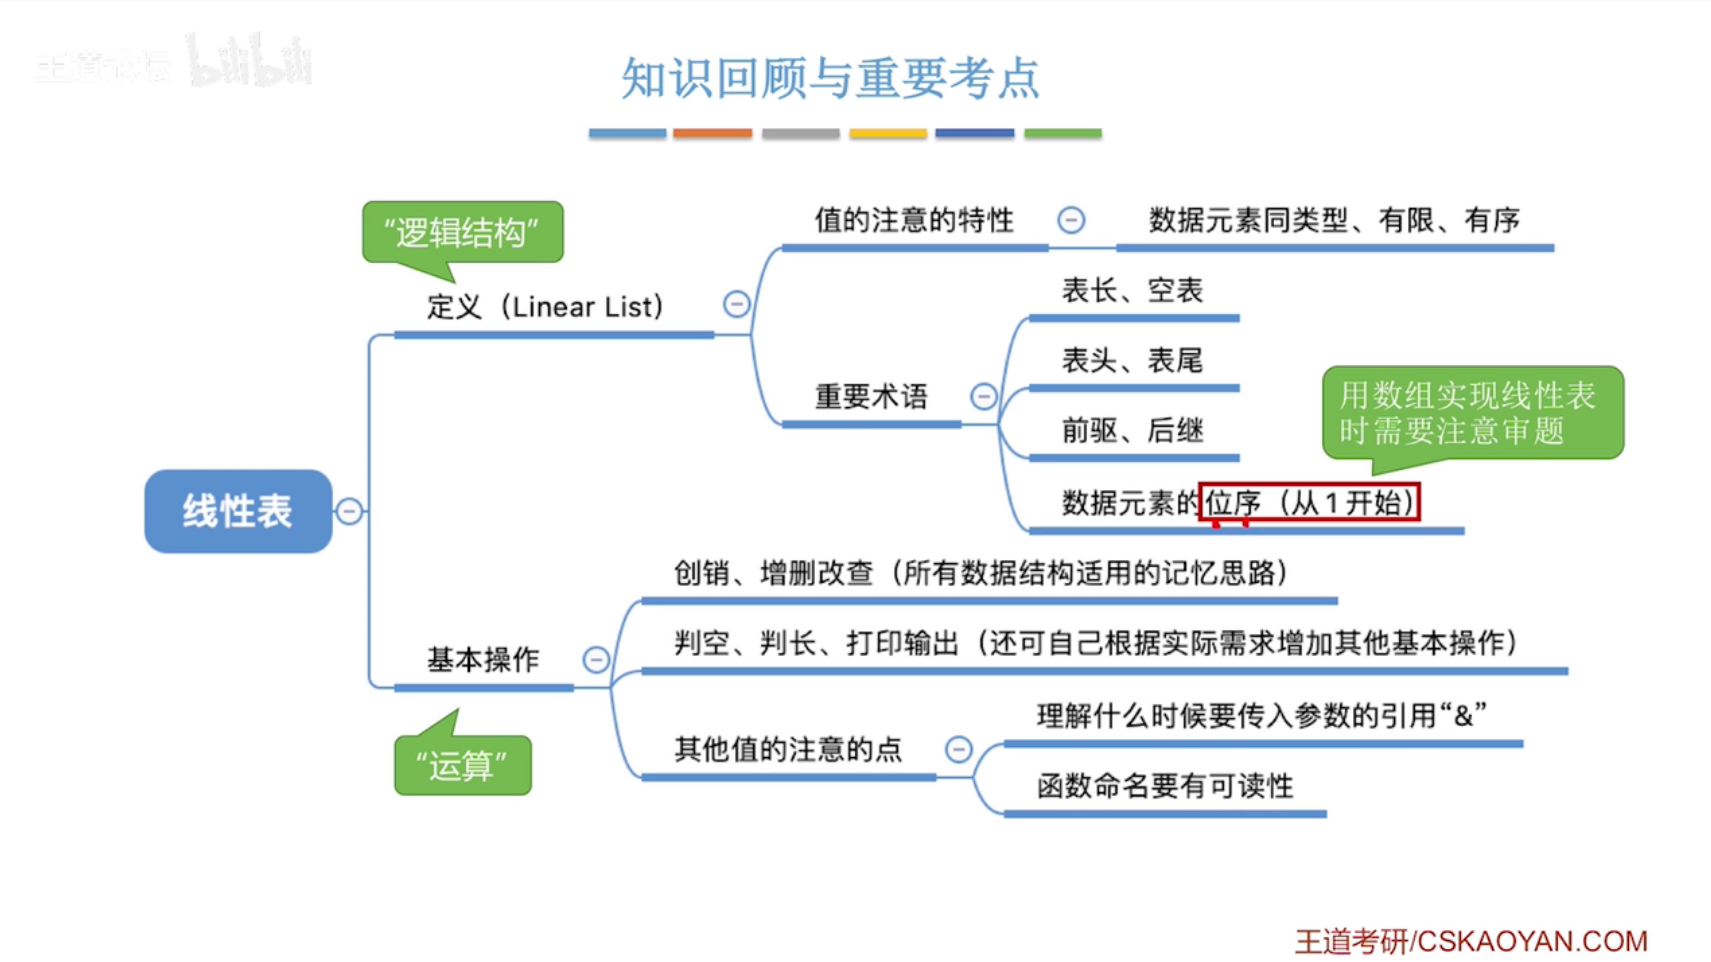 王道论坛 bilibili
知识回顾与重要考点
“逻辑结构”
值的注意的特性
数据元素同类型、有限、有序
定义（Linear List）
表长、空表
表头、表尾
重要术语
用数组实现线性表
时需要注意审题
前驱、后继
数据元素的位序（从1开始）
线性表
创销、增删改查（所有数据结构适用的记忆思路）
判空、判长、打印输出（还可自己根据实际需求增加其他基本操作）
基本操作
理解什么时候要传入参数的引用“&”
其他值的注意的点
“运算”
函数命名要有可读性
王道考研/CSKAOYAN.COM